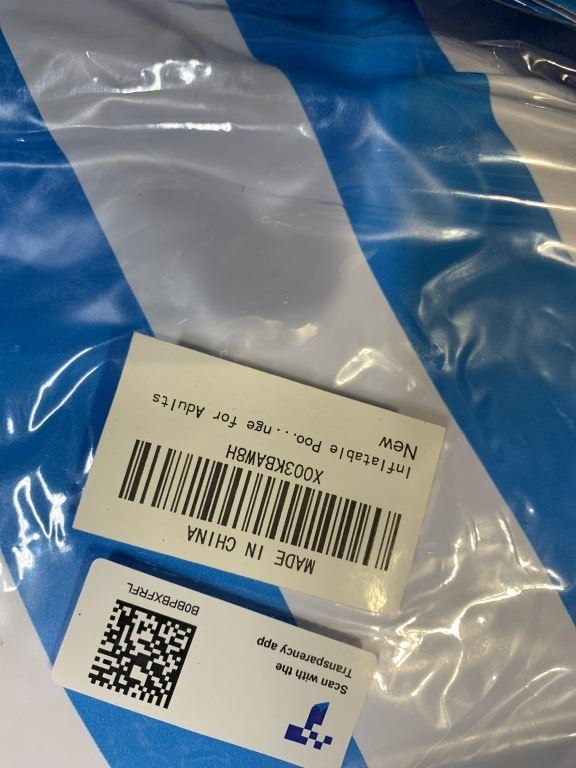 MADE IN CHINA
X003KBAW8H
Inflatable Poo...nge for Adults
New
Scan with the
Transparency app
B0BPBXFRFL